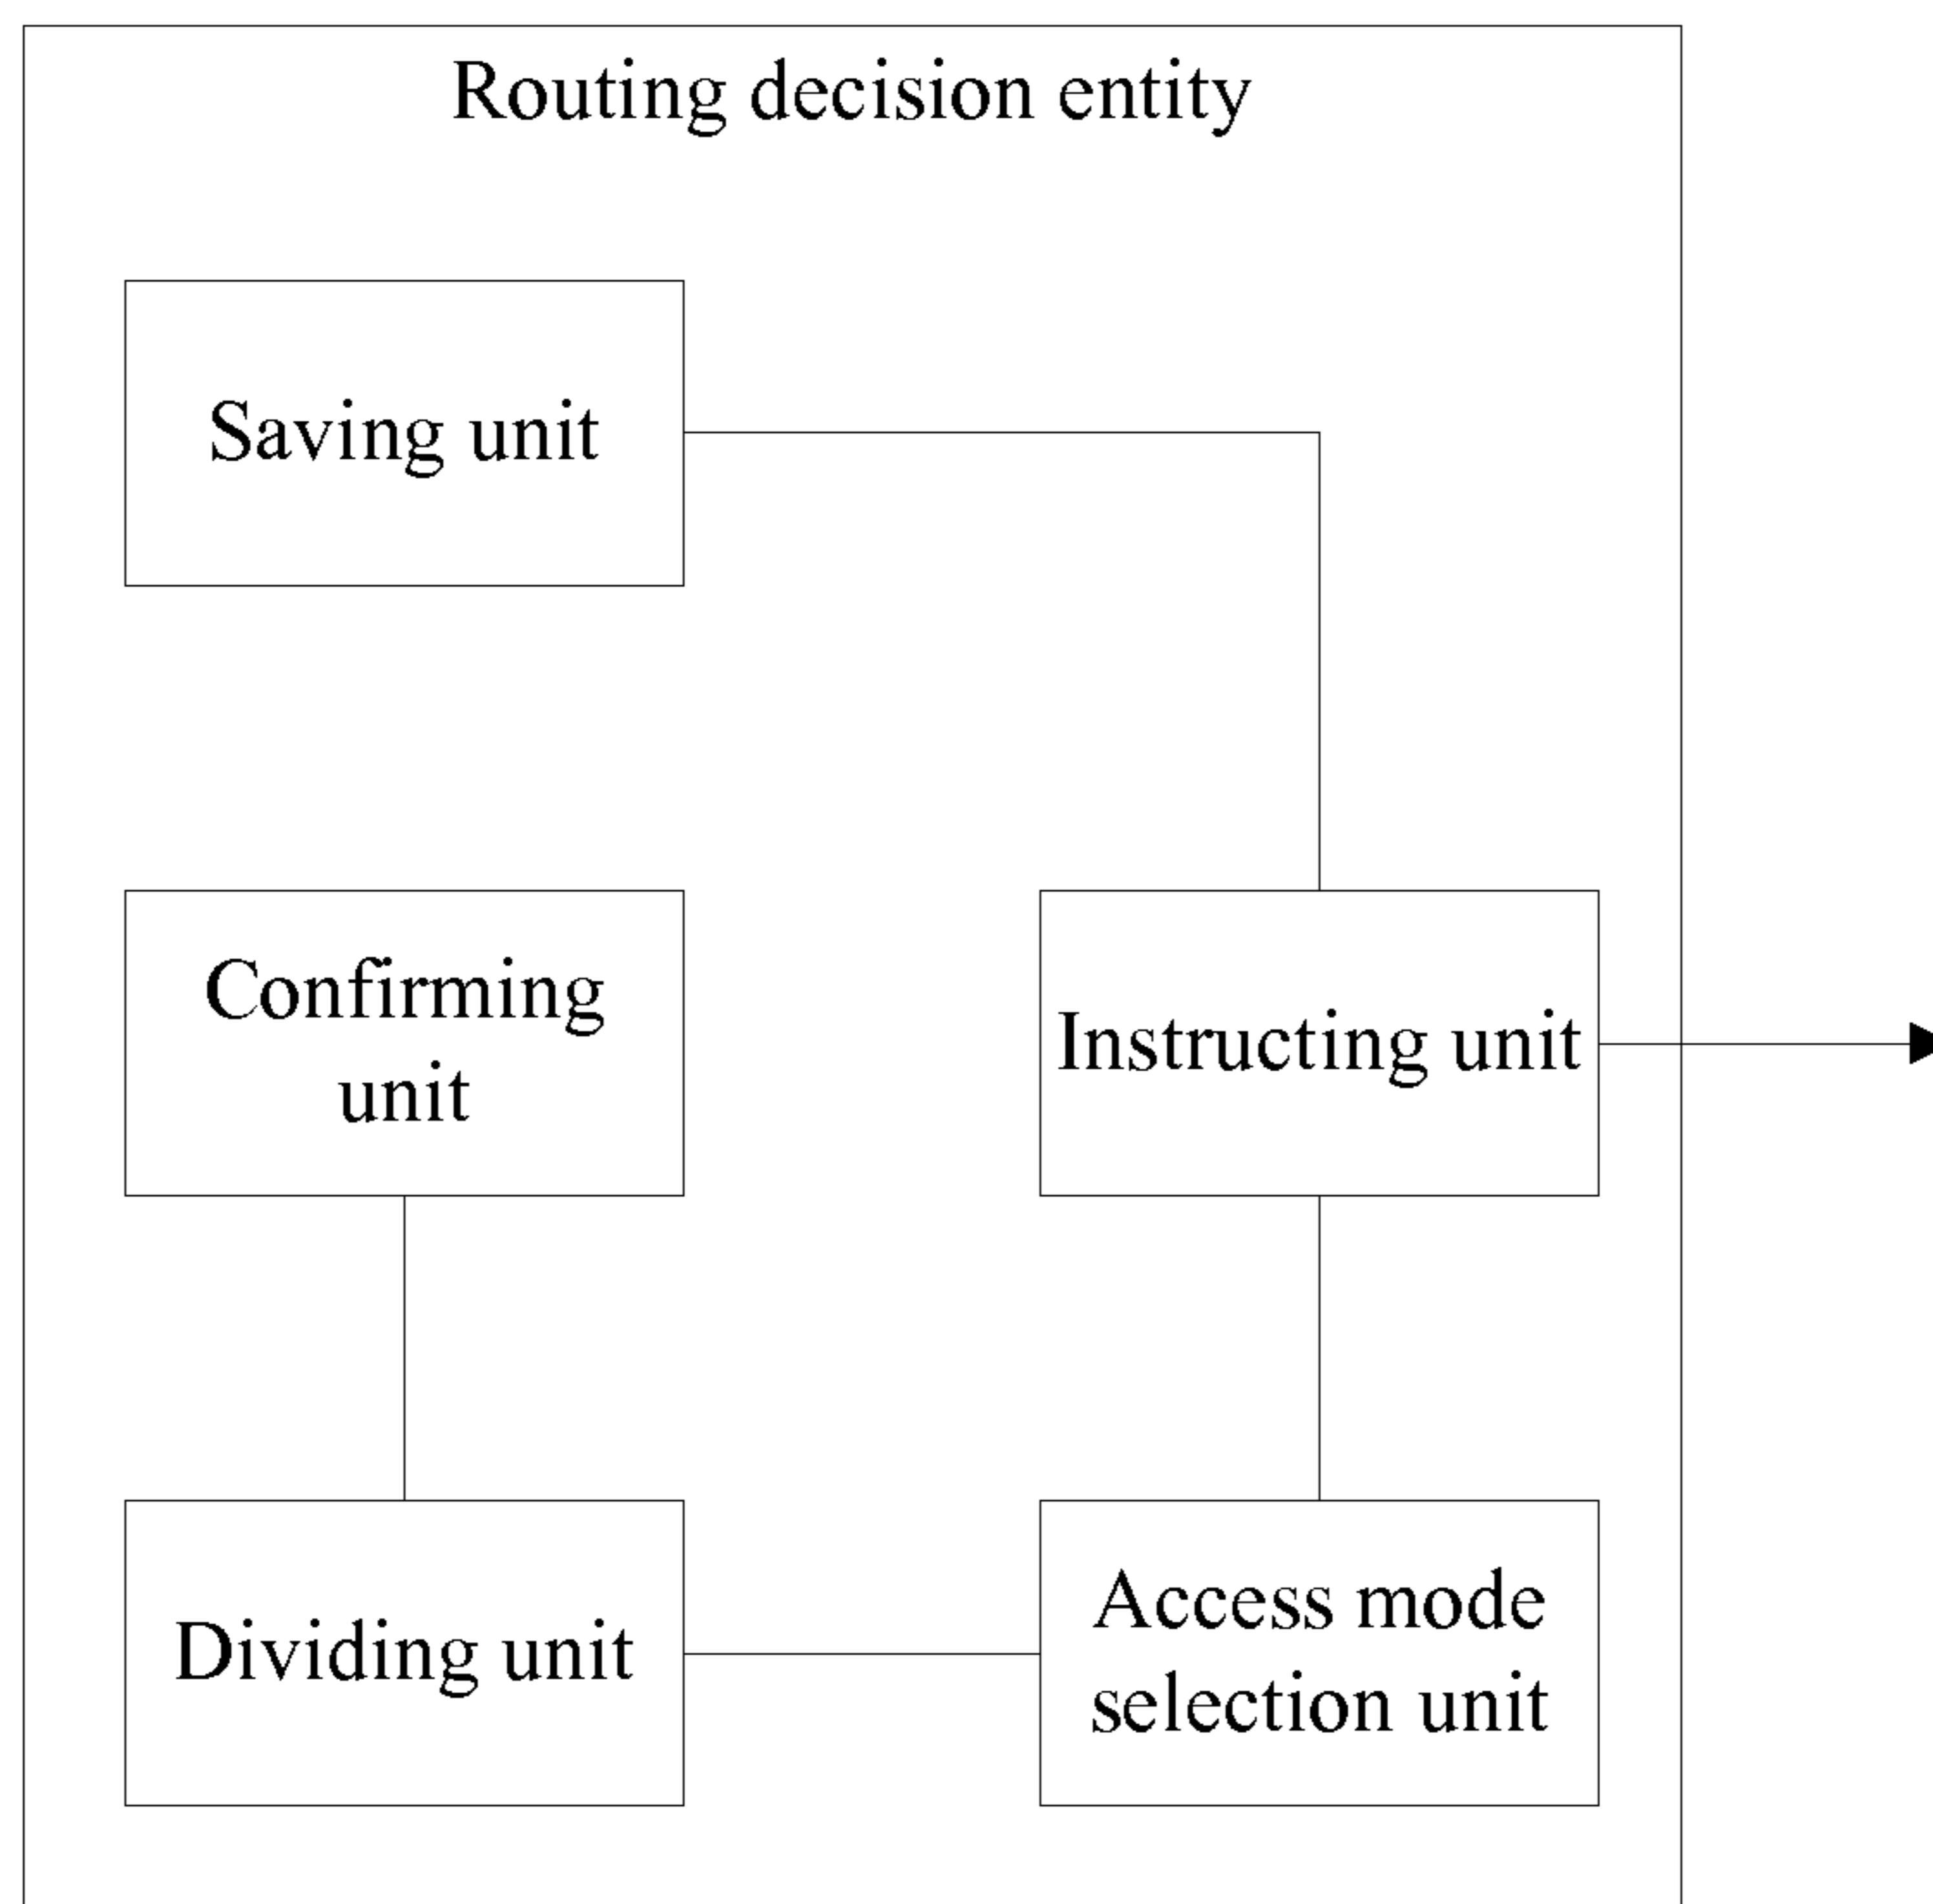 Routing decision entity
Saving unit
Confirming
unit
Instructing unit
Dividing unit
Access mode
selection unit